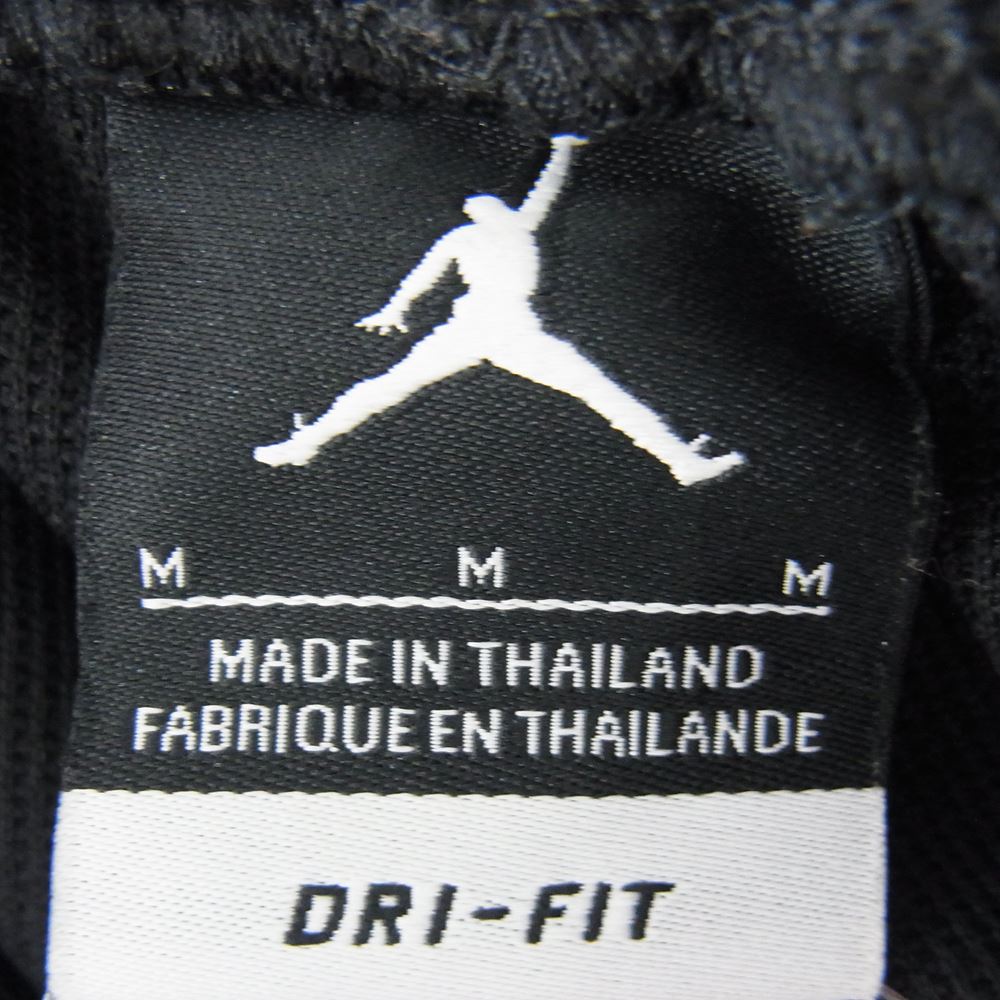 M M M
MADE IN THAILAND
FABRIQUE EN THAILANDE
DRI-FIT